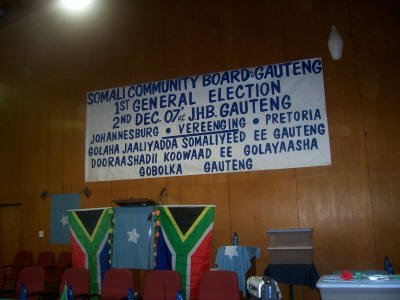 SOMALI COMMUNITY BOARD GAUTENG
1ST GENERAL ELECTION
2ND DEC. 07' at JHB. GAUTENG
JOHANNESBURG • VEREENGING • PRETORIA
GOLAHA JAALIYADDA SOMALIYEED EE GAUTENG
DOORAASHADII KOOWAAD EE GOLAYAASHA
GOBOLKA GAUTENG